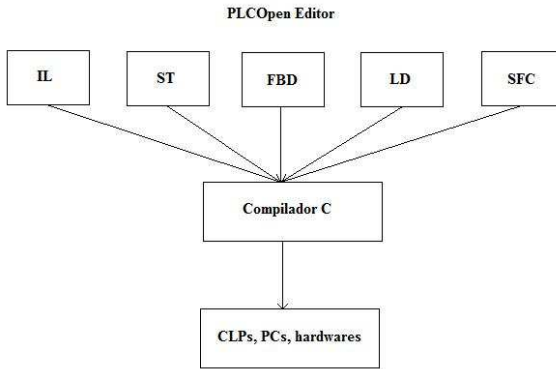 PLCOpen Editor
IL
ST
FBD
LD
SFC
Compilador C
CLPs, PCs, hardwares